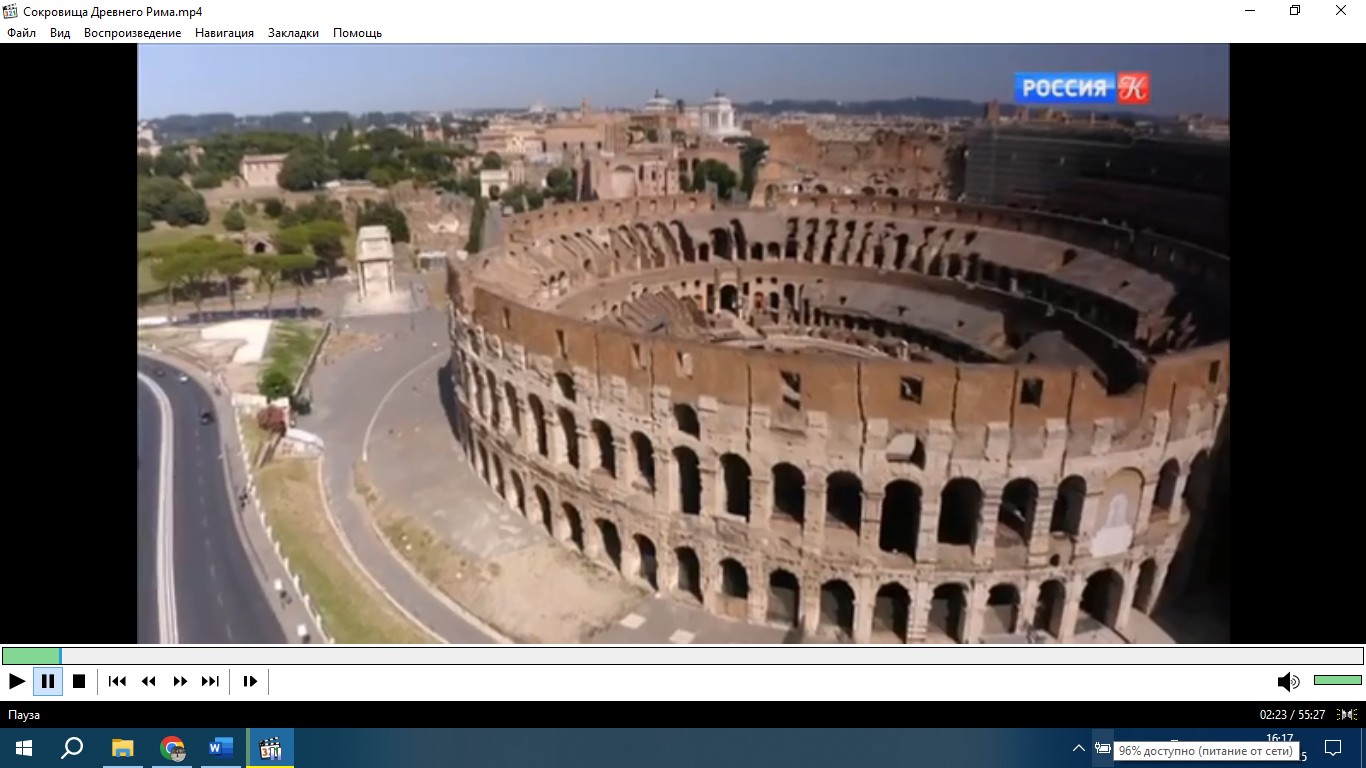 Сокровища Древнего Рима.mp4
Файл Вид Воспроизведение Навигация Закладки Помощь
РОССИЯ К
Пауза
02:23 / 55:27
16:17
96% доступно (питание от сети)